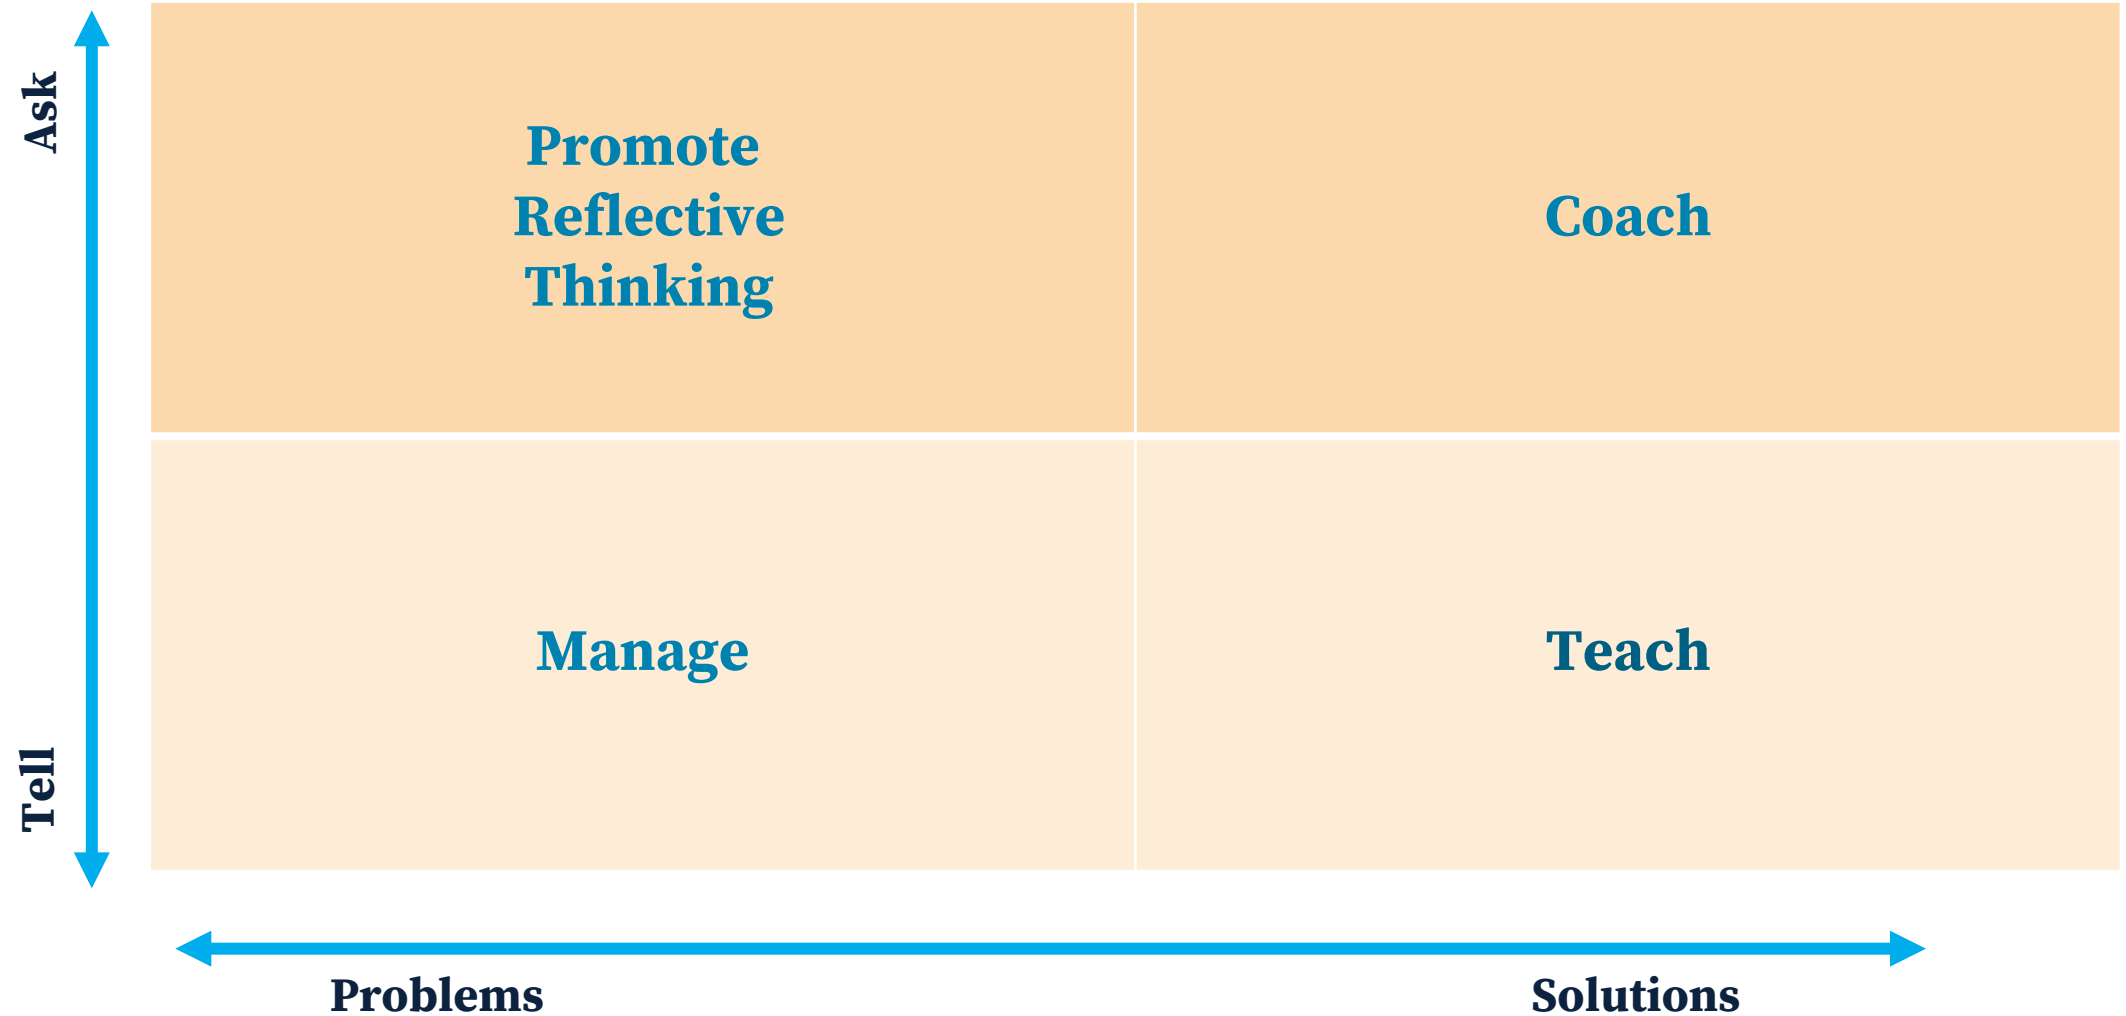 Ask
Promote
Reflective
Thinking
Coach
Manage
Teach
Tell
Problems
Solutions